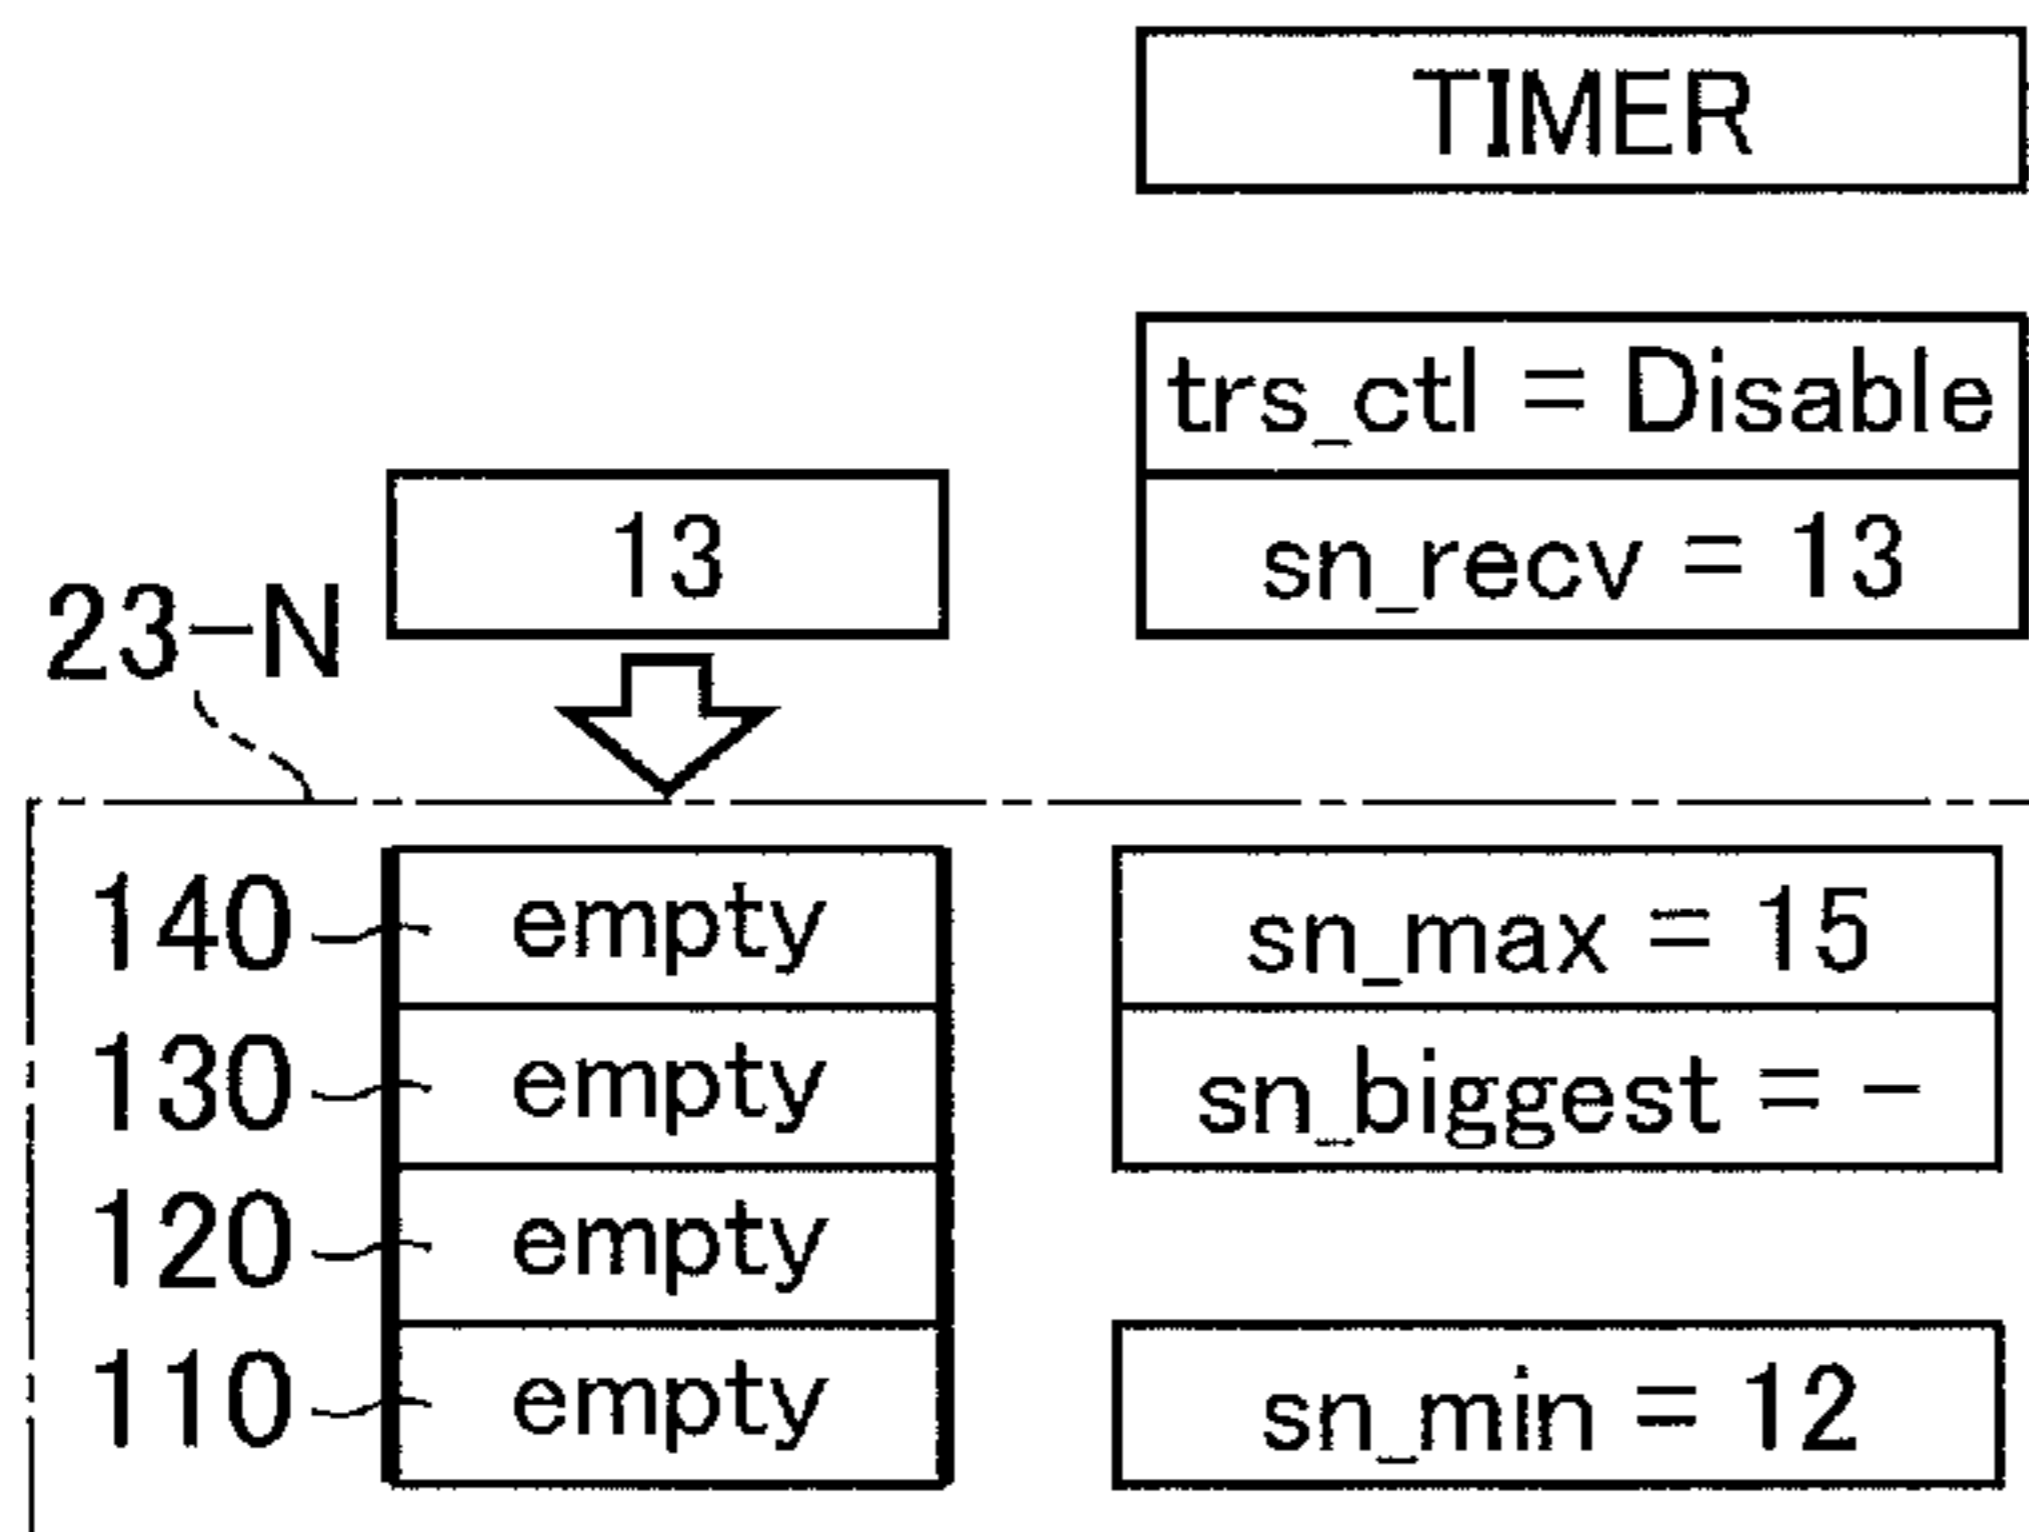 TIMER
trs_ctl = Disable
13
sn_recv = 13
23-N
140
empty
sn_max = 15
130
empty
sn_biggest = -
120
empty
110
empty
sn_min = 12